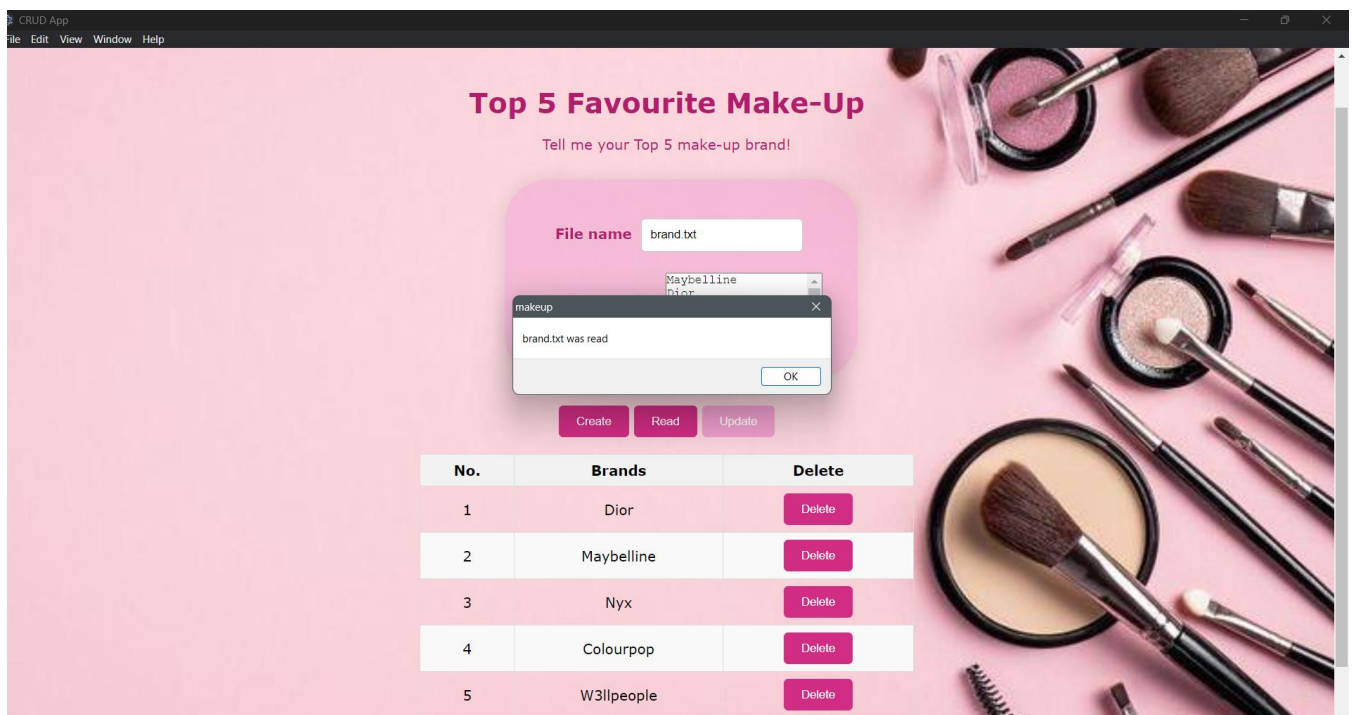 CRUD App
File Edit View Window Help
Top 5 Favourite Make-Up
Tell me your Top 5 make-up brand!
File name brand.txt
Maybelline
Dior
makeup
brand.txt was read
OK
Create Read Update
No. Brands Delete
1 Dior Delete
2 Maybelline Delete
3 Nyx Delete
4 Colourpop Delete
5 W3llpeople Delete